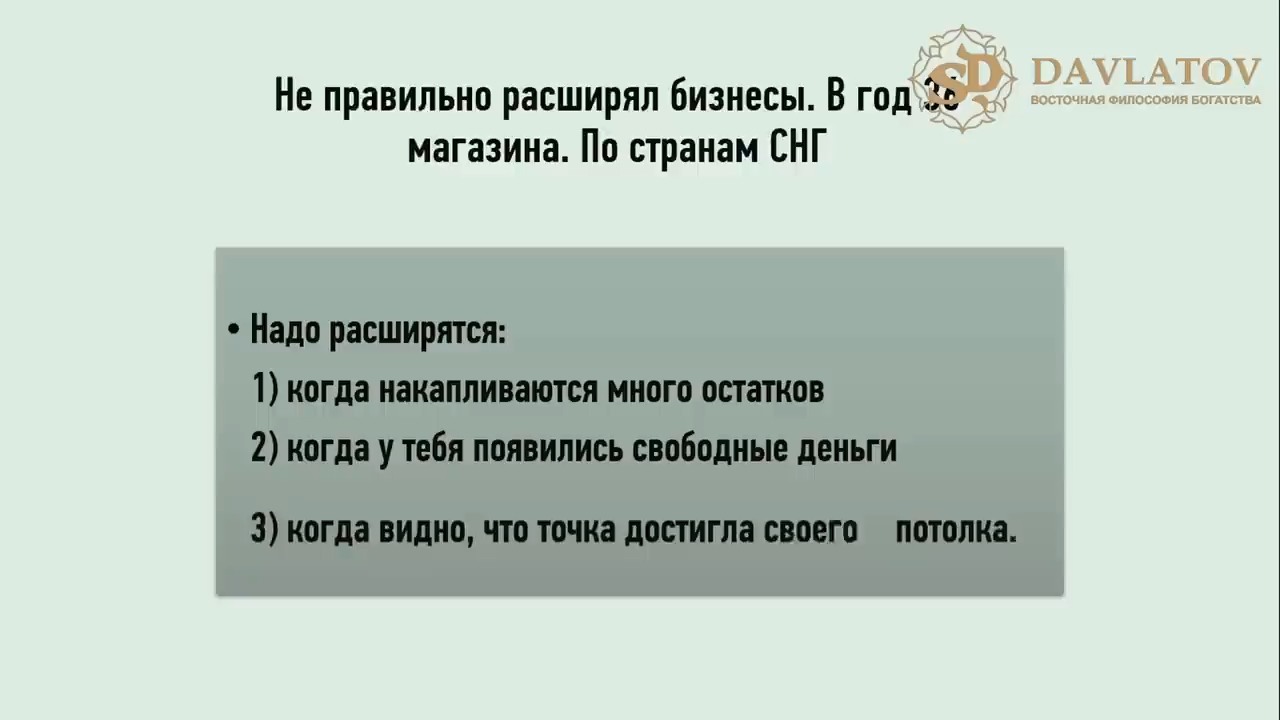 Не правильно расширял бизнесы. В год
магазина. По странам СНГ
SD DAVLATOV
ВОСТОЧНАЯ ФИЛОСОФИЯ БОГАТСТВА
• Надо расширятся:
1) когда накапливаются много остатков
2) когда у тебя появились свободные деньги
3) когда видно, что точка достигла своего потолка.